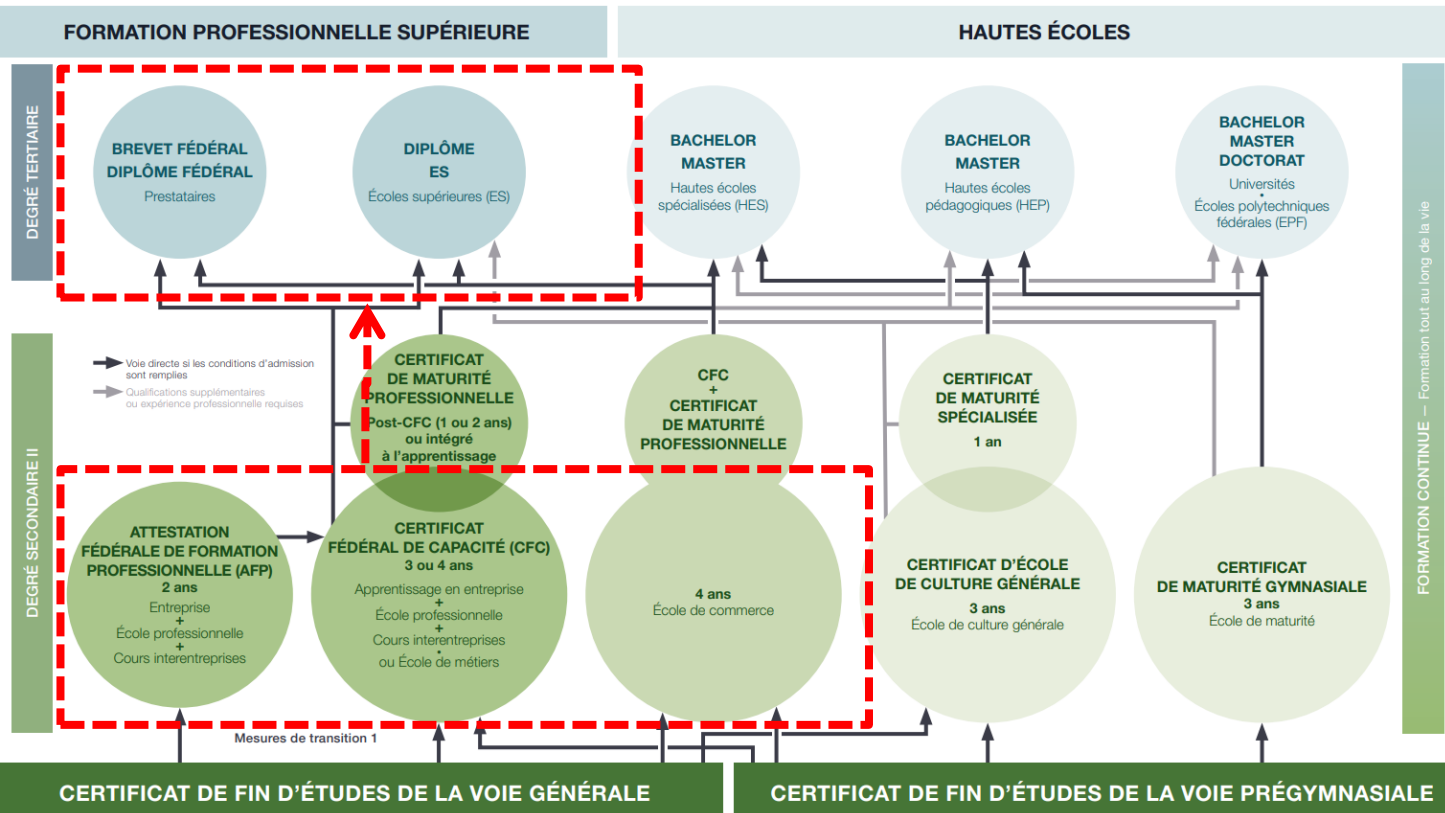 FORMATION PROFESSIONNELLE SUPÉRIEURE
HAUTES ÉCOLES
DEGRÉ TERTIAIRE
BREVET FÉDÉRAL
DIPLÔME FÉDÉRAL
Prestataires
DIPLÔME
ES
Écoles supérieures (ES)
BACHELOR
MASTER
Hautes écoles
spécialisées (HES)
BACHELOR
MASTER
Hautes écoles
pédagogiques (HEP)
BACHELOR
MASTER
DOCTORAT
Universités
•
Écoles polytechniques
fédérales (EPF)
FORMATION CONTINUE — Formation tout au long de la vie
DEGRÉ SECONDAIRE II
Voie directe si les conditions d'admission
sont remplies
Qualifications supplémentaires
ou expérience professionnelle requises
CERTIFICAT
DE MATURITÉ
PROFESSIONNELLE
Post-CFC (1 ou 2 ans)
ou intégré
à l'apprentissage
CFC
+
CERTIFICAT
DE MATURITÉ
PROFESSIONNELLE
CERTIFICAT
DE MATURITÉ
SPÉCIALISÉE
1 an
ATTESTATION
FÉDÉRALE DE FORMATION
PROFESSIONNELLE (AFP)
2 ans
Entreprise
+
École professionnelle
+
Cours interentreprises
CERTIFICAT
FÉDÉRAL DE CAPACITÉ (CFC)
3 ou 4 ans
Apprentissage en entreprise
+
École professionnelle
+
Cours interentreprises
•
ou École de métiers
4 ans
École de commerce
CERTIFICAT D'ÉCOLE
DE CULTURE GÉNÉRALE
3 ans
École de culture générale
CERTIFICAT
DE MATURITÉ GYMNASIALE
3 ans
École de maturité
Mesures de transition 1
CERTIFICAT DE FIN D'ÉTUDES DE LA VOIE GÉNÉRALE
CERTIFICAT DE FIN D'ÉTUDES DE LA VOIE PRÉGYMNASIALE